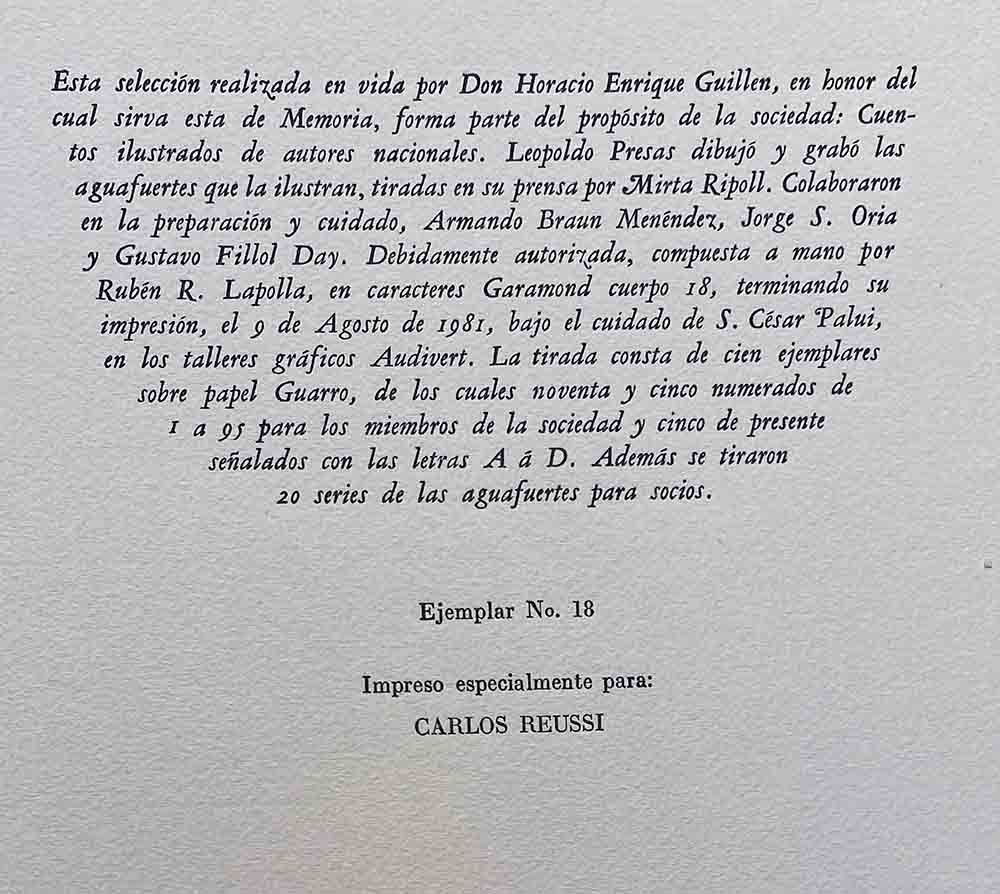 Esta selección realizada en vida por Don Horacio Enrique Guillen, en honor del
cual sirva esta de Memoria, forma parte del propósito de la sociedad: Cuen-
tos ilustrados de autores nacionales. Leopoldo Presas dibujó y grabó las
aguafuertes que la ilustran, tiradas en su prensa por Mirta Ripoll. Colaboraron
en la preparación y cuidado, Armando Braun Menéndez, Jorge S. Oria
y Gustavo Fillol Day. Debidamente autorizada, compuesta a mano por
Rubén R. Lapolla, en caracteres Garamond cuerpo 18, terminando su
impresión, el 9 de Agosto de 1981, bajo el cuidado de S. César Palui,
en los talleres gráficos Audivert. La tirada consta de cien ejemplares
sobre papel Guarro, de los cuales noventa y cinco numerados de
1 a 95 para los miembros de la sociedad y cinco de presente
señalados con las letras A á D. Además se tiraron
20 series de las aguafuertes para socios.
Ejemplar No. 18
Impreso especialmente para:
CARLOS REUSSI